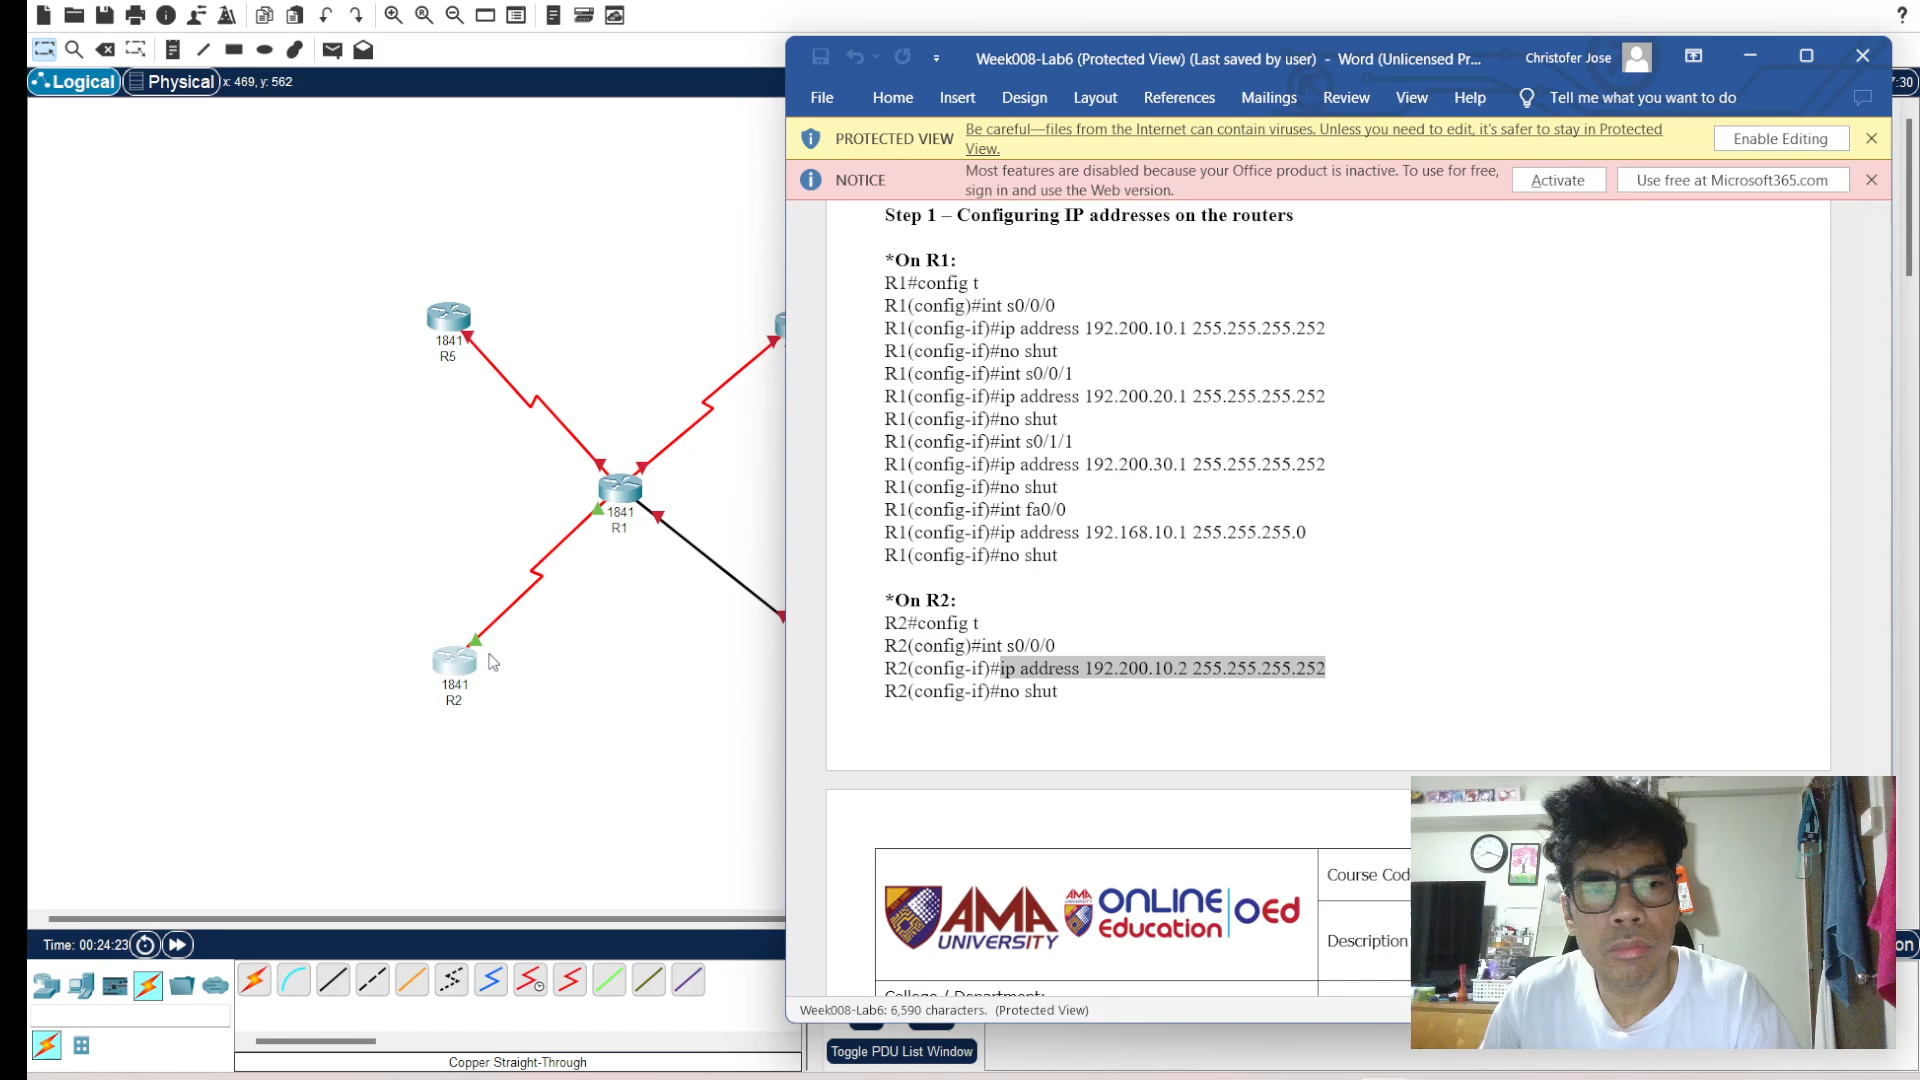 Logical
Physical
x: 469, y: 562
?
:30
1841
R5
1841
R1
1841
R2
Time: 00:24:23
Copper Straight-Through
Toggle PDU List Window
on
Week008-Lab6 (Protected View) (Last saved by user) - Word (Unlicensed Pr...
Christofer Jose
File
Home
Insert
Design
Layout
References
Mailings
Review
View
Help
Tell me what you want to do
PROTECTED VIEW
Be careful—files from the Internet can contain viruses. Unless you need to edit, it's safer to stay in Protected
View.
Enable Editing
NOTICE
Most features are disabled because your Office product is inactive. To use for free,
sign in and use the Web version.
Activate
Use free at Microsoft365.com
Step 1 – Configuring IP addresses on the routers
*On R1:
R1#config t
R1(config)#int s0/0/0
R1(config-if)#ip address 192.200.10.1 255.255.255.252
R1(config-if)#no shut
R1(config-if)#int s0/0/1
R1(config-if)#ip address 192.200.20.1 255.255.255.252
R1(config-if)#no shut
R1(config-if)#int s0/1/1
R1(config-if)#ip address 192.200.30.1 255.255.255.252
R1(config-if)#no shut
R1(config-if)#int fa0/0
R1(config-if)#ip address 192.168.10.1 255.255.255.0
R1(config-if)#no shut
*On R2:
R2#config t
R2(config)#int s0/0/0
R2(config-if)#ip address 192.200.10.2 255.255.255.252
R2(config-if)#no shut
AMA
UNIVERSITY
AMA
ONLINE
Education
OEd
Course Cod
Description
College / Department:
Week008-Lab6: 6,590 characters. (Protected View)